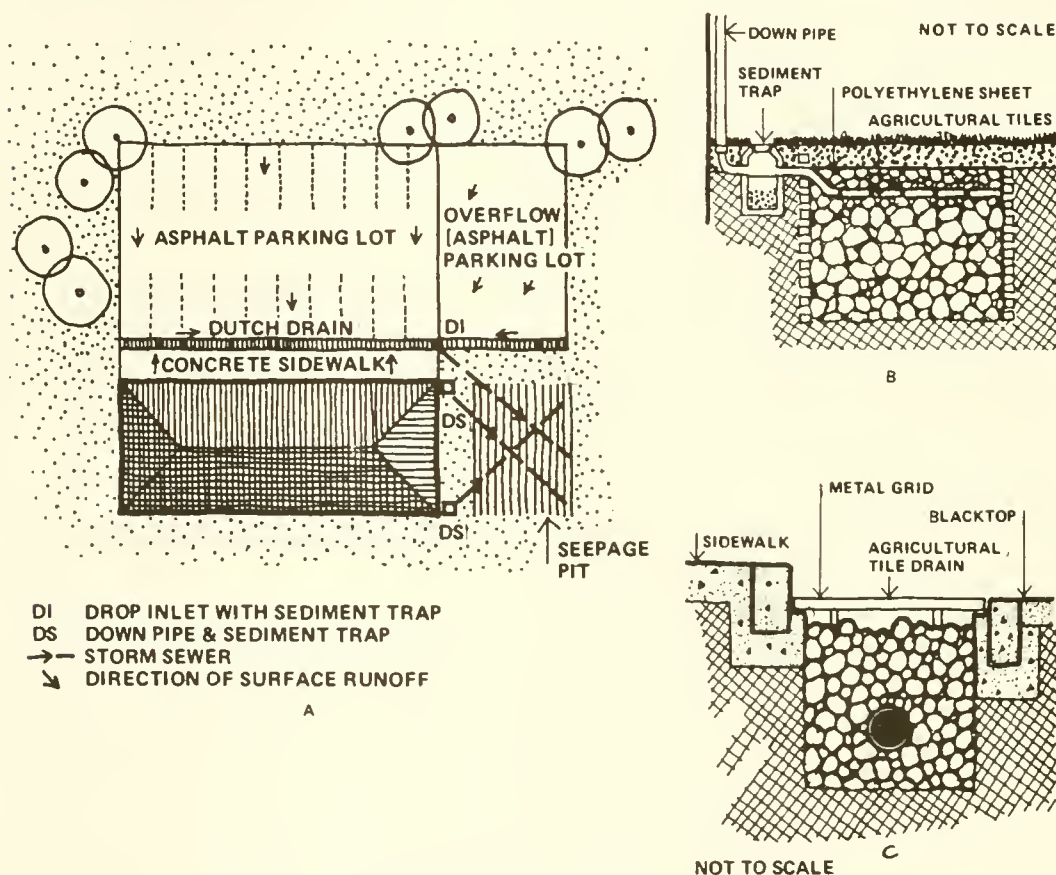 OVERFLOW
[ASPHALT]
PARKING LOT
ASPHALT PARKING LOT
DUTCH DRAIN
DI
CONCRETE SIDEWALK
DS
DS
SEEPAGE
PIT
DI DROP INLET WITH SEDIMENT TRAP
DS DOWN PIPE & SEDIMENT TRAP
STORM SEWER
DIRECTION OF SURFACE RUNOFF
A
DOWN PIPE
NOT TO SCALE
SEDIMENT
TRAP
POLYETHYLENE SHEET
AGRICULTURAL TILES
B
METAL GRID
BLACKTOP
SIDEWALK
AGRICULTURAL
TILE DRAIN
C
NOT TO SCALE